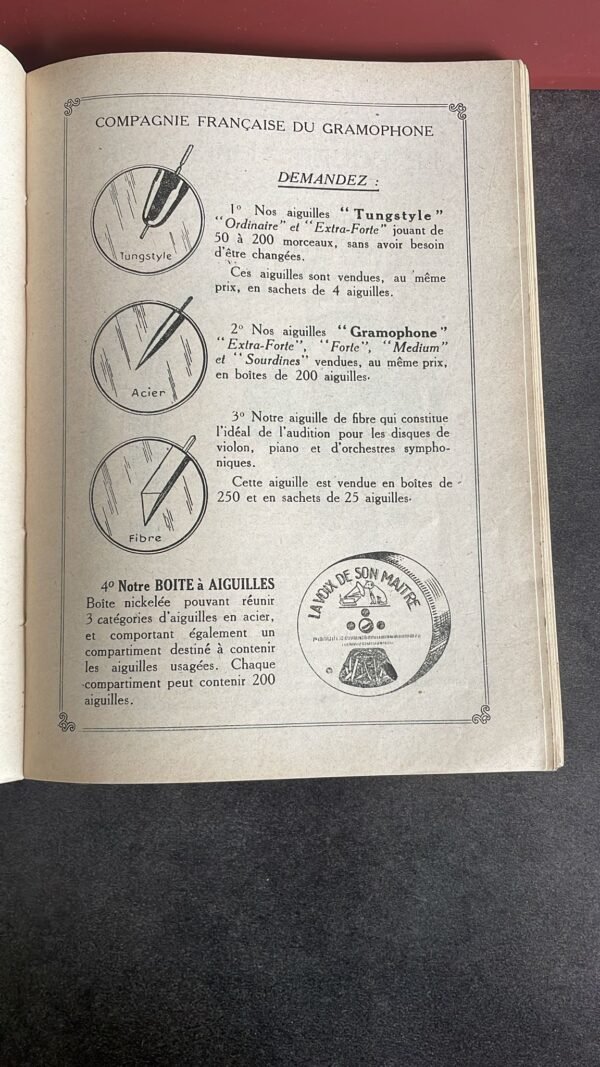 COMPAGNIE FRANÇAISE DU GRAMOPHONE
DEMANDEZ :
Tungstyle
1º Nos aiguilles “Tungstyle”
“Ordinaire” et “Extra-Forte” jouant de
50 à 200 morceaux, sans avoir besoin
d'être changées.
Ces aiguilles sont vendues, au même
prix, en sachets de 4 aiguilles.
Acier
2º Nos aiguilles “Gramophone”
“Extra-Forte”, “Forte”, “Medium”
et “Sourdines” vendues, au même prix,
en boîtes de 200 aiguilles.
Fibre
3º Notre aiguille de fibre qui constitue
l'idéal de l'audition pour les disques de
violon, piano et d'orchestres sympho-
niques.
Cette aiguille est vendue en boîtes de
250 et en sachets de 25 aiguilles.
4º Notre BOITE à AIGUILLES
Boîte nickelée pouvant réunir
3 catégories d'aiguilles en acier,
et comportant également un
compartiment destiné à contenir
les aiguilles usagées. Chaque
compartiment peut contenir 200
aiguilles.
LA VOIX DE SON MAITRE